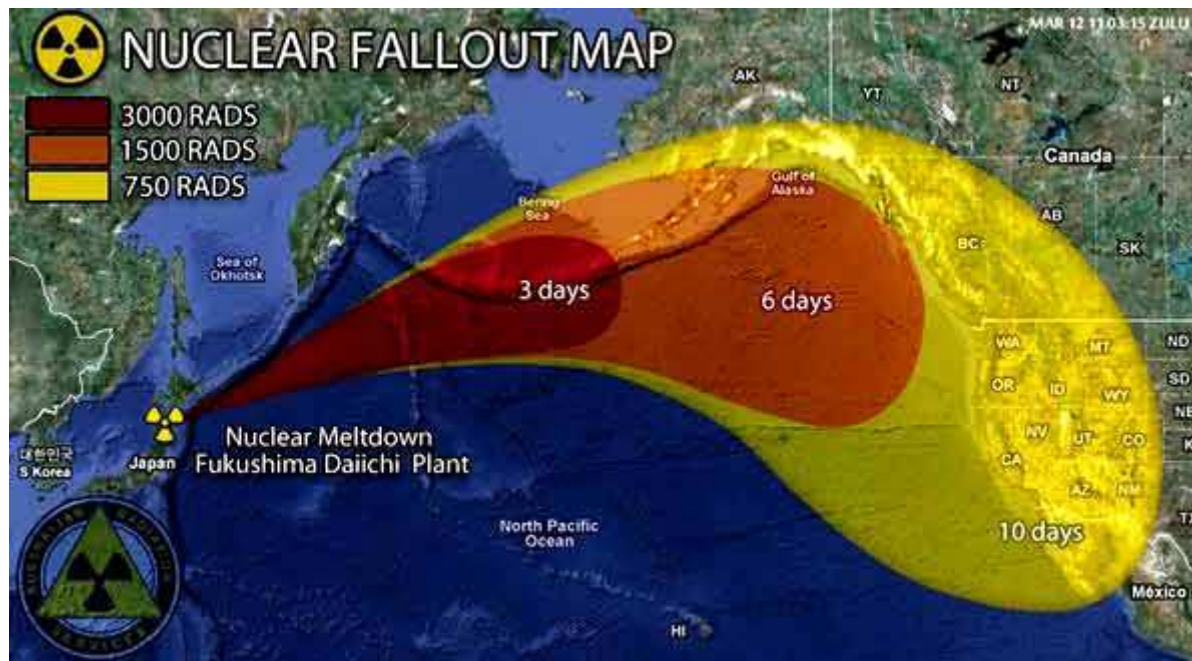 MAR 12 11:03:15 ZULU
NUCLEAR FALLOUT MAP
3000 RADS
1500 RADS
750 RADS
AK
YT
NT
Canada
Bering
Sea
Gulf of
Alaska
AB
SK
BC
Sea of
Okhotsk
3 days
6 days
WA
MT
ND
OR
ID
WY
SD
NE
NV
UT
CO
CA
AZ
NM
Nuclear Meltdown
Fukushima Daiichi Plant
대한민국
S Korea
Japan
North Pacific
Ocean
10 days
México
HI
AUSTRALIAN RADIATION
SERVICES